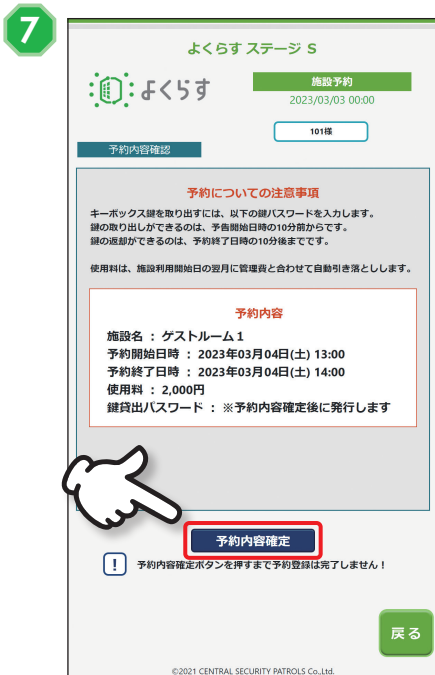 7
よくらす ステージ S
よくらす
施設予約
2023/03/03 00:00
101様
予約内容確認
予約についての注意事項
キーボックス鍵を取り出すには、以下の鍵パスワードを入力します。
鍵の取り出しができるのは、予告開始日時の10分前からです。
鍵の返却ができるのは、予約終了日時の10分後までです。
使用料は、施設利用開始日の翌月に管理費と合わせて自動引き落としします。
予約内容
施設名 : ゲストルーム1
予約開始日時 : 2023年03月04日(土) 13:00
予約終了日時 : 2023年03月04日(土) 14:00
使用料 : 2,000円
鍵貸出パスワード : ※予約内容確定後に発行します
予約内容確定
! 予約内容確定ボタンを押すまで予約登録は完了しません！
戻る
©2021 CENTRAL SECURITY PATROLS Co.,Ltd.